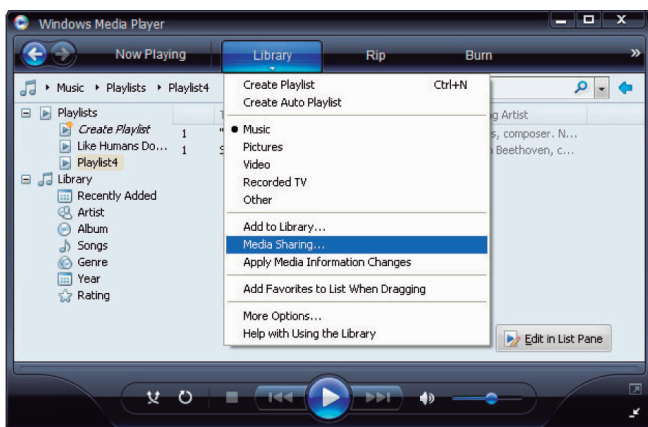 Windows Media Player
Now Playing Library Rip Burn »
Music Playlists Playlist4
Create Playlist Ctrl+N
Create Auto Playlist
Music
Pictures
Video
Recorded TV
Other
Add to Library...
Media Sharing...
Apply Media Information Changes
Add Favorites to List When Dragging
More Options...
Help with Using the Library
Playlists
Create Playlist
Like Humans Do...
Playlist4
Library
Recently Added
Artist
Album
Songs
Genre
Year
Rating
1
1
g Artist
s, composer. N...
Beethoven, c...
Edit in List Pane